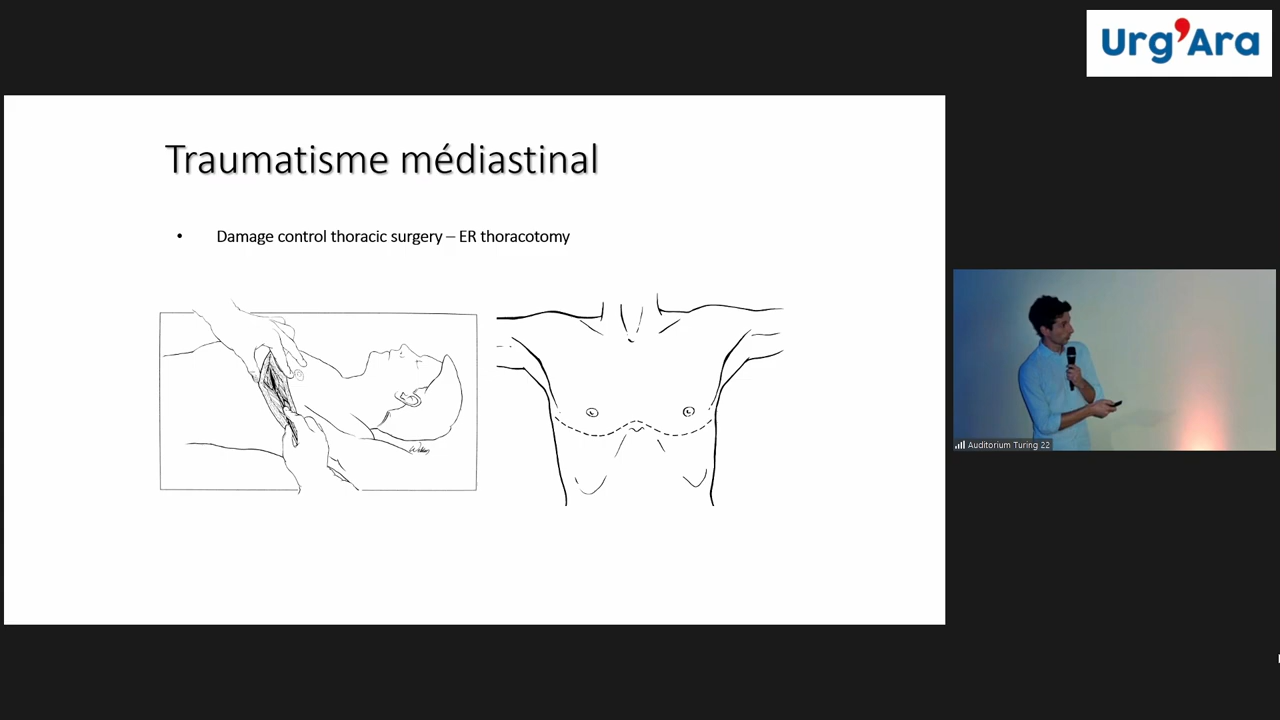 Urg'Ara
Traumatisme médiastinal
• Damage control thoracic surgery – ER thoracotomy
Auditorium Turing 22